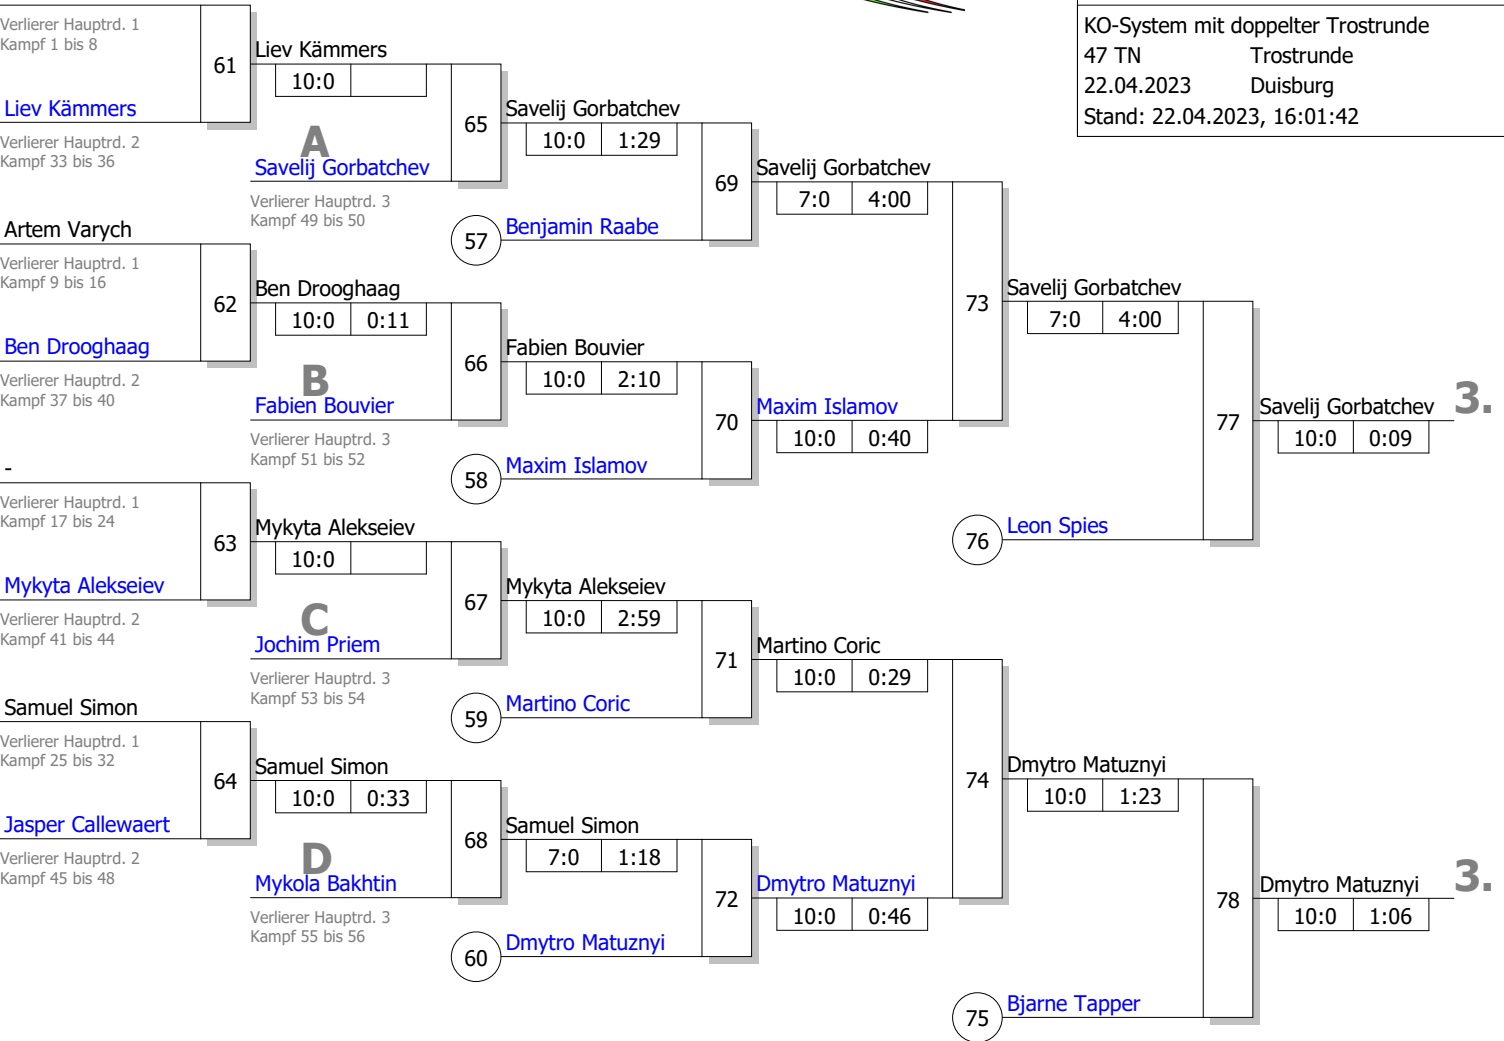 KO-System mit doppelter Trostrunde
47 TN Trostrunde
22.04.2023 Duisburg
Stand: 22.04.2023, 16:01:42
Verlierer Hauptrd. 1
Kampf 1 bis 8
61
Liev Kämmers
10:0
Liev Kämmers
Verlierer Hauptrd. 2
Kampf 33 bis 36
A
Savelij Gorbatchev
Verlierer Hauptrd. 3
Kampf 49 bis 50
65
Savelij Gorbatchev
10:0 1:29
57
Benjamin Raabe
69
Savelij Gorbatchev
7:0 4:00
Artem Varych
Verlierer Hauptrd. 1
Kampf 9 bis 16
62
Ben Drooghaag
10:0 0:11
Ben Drooghaag
Verlierer Hauptrd. 2
Kampf 37 bis 40
B
Fabien Bouvier
Verlierer Hauptrd. 3
Kampf 51 bis 52
66
Fabien Bouvier
10:0 2:10
58
Maxim Islamov
70
Maxim Islamov
10:0 0:40
73
Savelij Gorbatchev
7:0 4:00
76
Leon Spies
77
Savelij Gorbatchev
10:0 0:09
3.
-
Verlierer Hauptrd. 1
Kampf 17 bis 24
63
Mykyta Alekseiev
10:0
Mykyta Alekseiev
Verlierer Hauptrd. 2
Kampf 41 bis 44
C
Jochim Priem
Verlierer Hauptrd. 3
Kampf 53 bis 54
67
Mykyta Alekseiev
10:0 2:59
59
Martino Coric
71
Martino Coric
10:0 0:29
Samuel Simon
Verlierer Hauptrd. 1
Kampf 25 bis 32
64
Samuel Simon
10:0 0:33
Jasper Callewaert
Verlierer Hauptrd. 2
Kampf 45 bis 48
D
Mykola Bakhtin
Verlierer Hauptrd. 3
Kampf 55 bis 56
68
Samuel Simon
7:0 1:18
60
Dmytro Matuznyi
72
Dmytro Matuznyi
10:0 0:46
74
Dmytro Matuznyi
10:0 1:23
75
Bjarne Tapper
78
Dmytro Matuznyi
10:0 1:06
3.